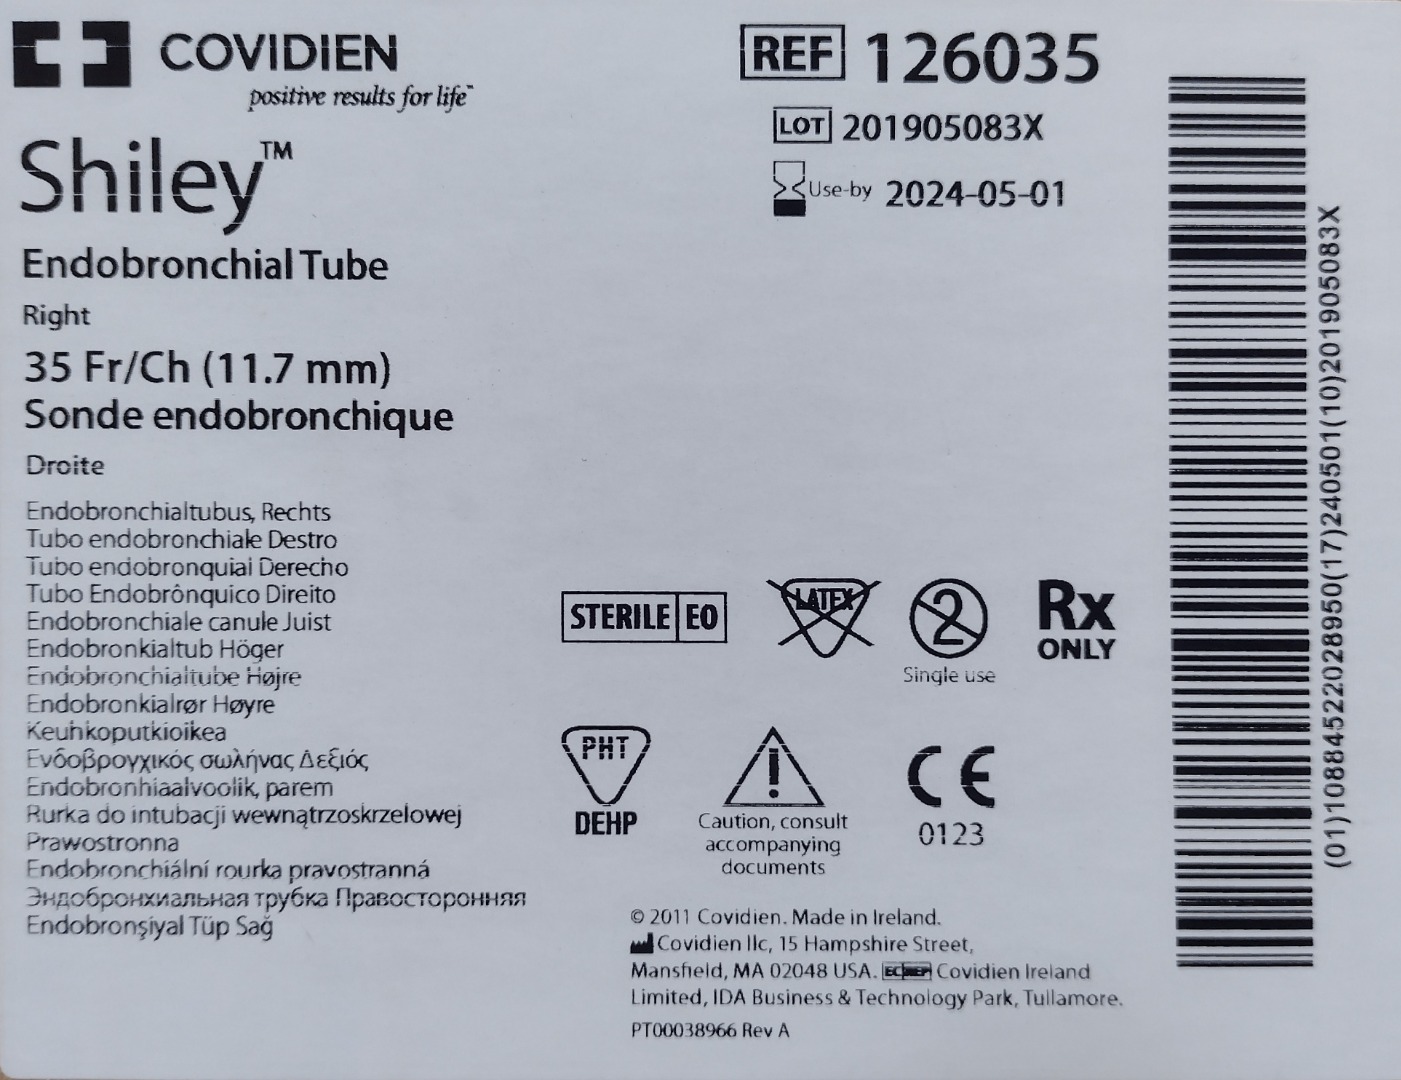 COVIDIEN
positive results for life™
Shiley™
Endobronchial Tube
Right
35 Fr/Ch (11.7 mm)
Sonde endobronchique
Droite
Endobronchialtubus, Rechts
Tubo endobronchiale Destro
Tubo endobronquial Derecho
Tubo Endobrônquico Direito
Endobronchiale canule Juist
Endobronkialtub Höger
Endobronchialtube Højre
Endobronkialrør Høyre
Keuhkoputkioikea
Ενδοβρογχικός σωλήνας Δεξιός
Endobronhiaalvoolik, parem
Rurka do intubacji wewnątrzoskrzelowej
Prawostronna
Endobronchiální rourka pravostranná
Эндобронхиальная трубка Правосторонняя
Endobronşiyal Tüp Sağ
REF 126035
LOT 201905083X
Use-by 2024-05-01
STERILE EO
LATEX
2
Single use
Rx
ONLY
PHT
DEHP
!
Caution, consult
accompanying
documents
CE
0123
© 2011 Covidien. Made in Ireland.
Covidien llc, 15 Hampshire Street,
Mansfield, MA 02048 USA. EC REP Covidien Ireland
Limited, IDA Business & Technology Park, Tullamore.
PT00038966 Rev A
(01)10884522028950(17)240501(10)201905083X